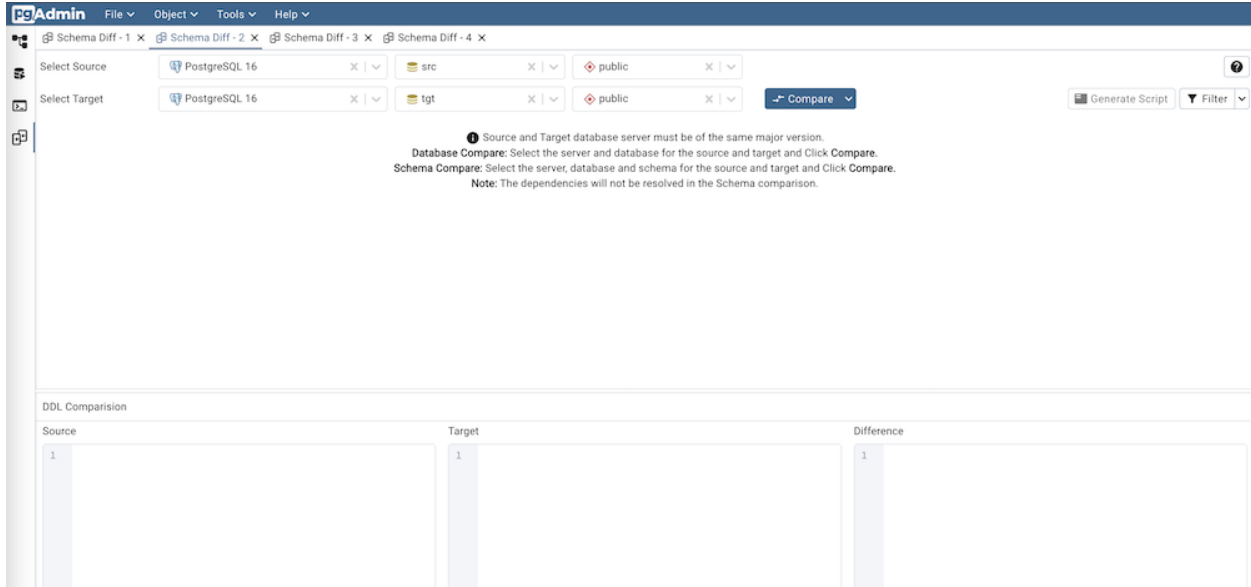 pgAdmin File Object Tools Help
Schema Diff - 1 Schema Diff - 2 Schema Diff - 3 Schema Diff - 4
Select Source PostgreSQL 16 src public
Select Target PostgreSQL 16 tgt public Compare Generate Script Filter
Source and Target database server must be of the same major version.
Database Compare: Select the server and database for the source and target and Click Compare.
Schema Compare: Select the server, database and schema for the source and target and Click Compare.
Note: The dependencies will not be resolved in the Schema comparison.
DDL Comparision
Source Target Difference
1 1 1